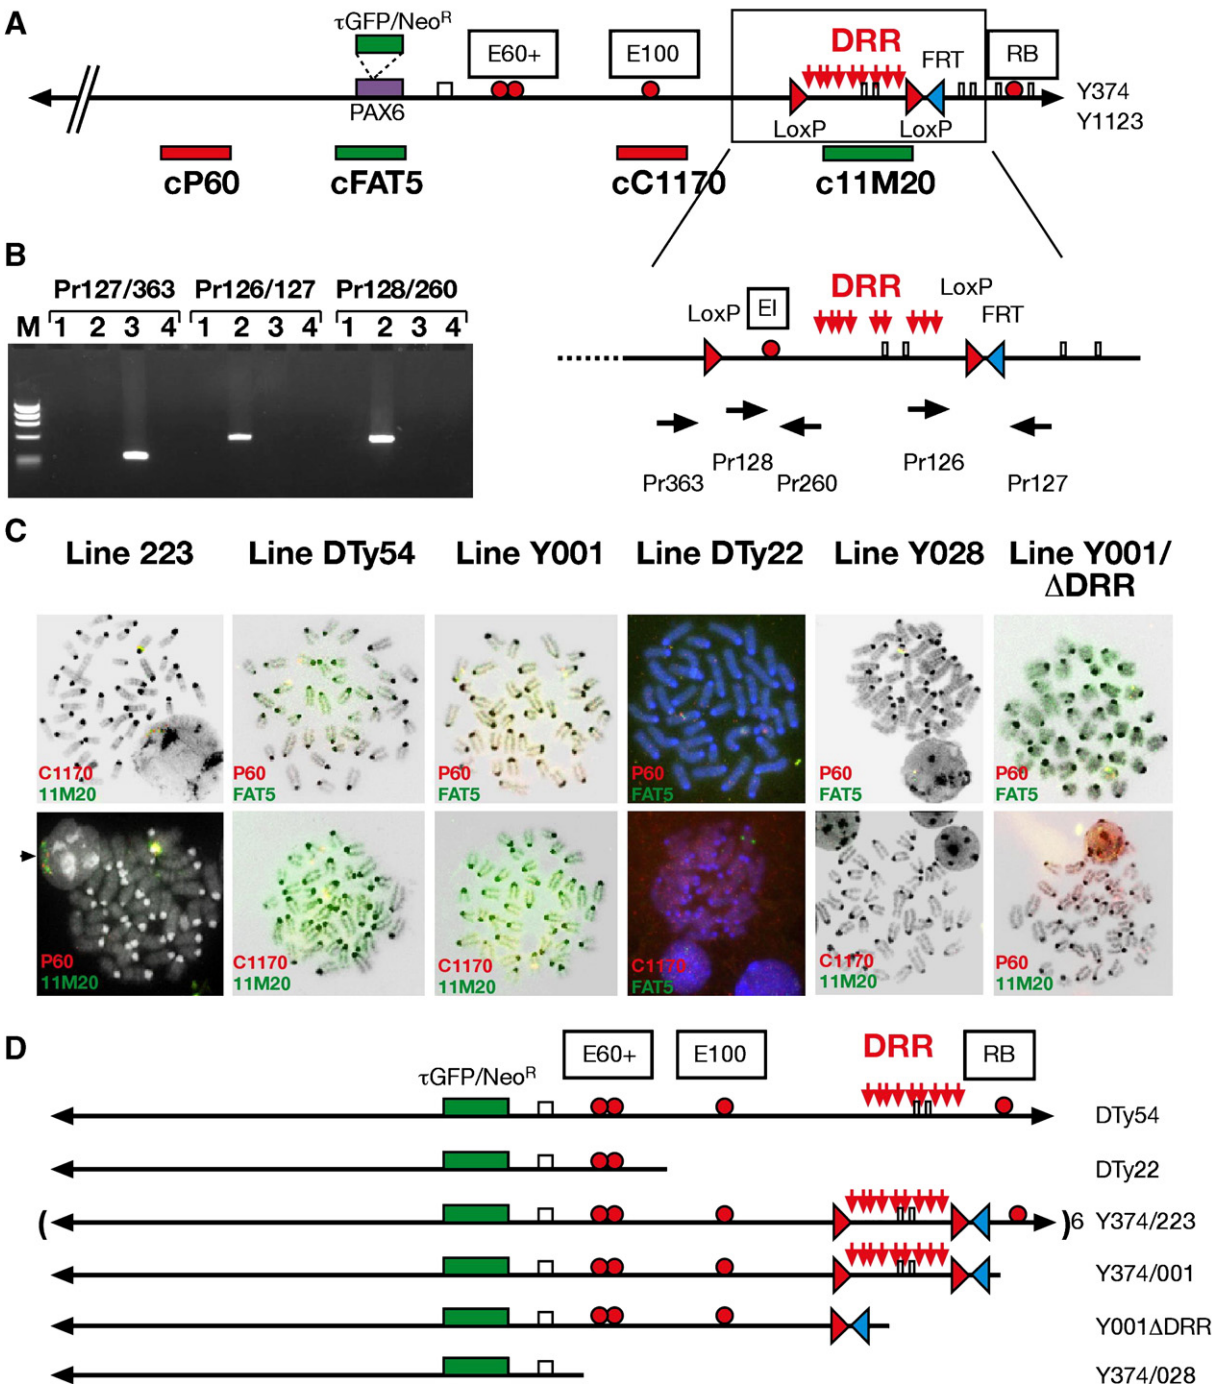 A
τGFP/Neo^R
E60+
E100
DRR
FRT
RB
PAX6
LoxP
LoxP
Y374
Y1123
cP60
cFAT5
cC1170
c11M20
B
Pr127/363 Pr126/127 Pr128/260
M 1 2 3 4 1 2 3 4 1 2 3 4
DRR
LoxP
LoxP
EI
FRT
Pr363
Pr128
Pr260
Pr126
Pr127
C
Line 223
Line DTy54
Line Y001
Line DTy22
Line Y028
Line Y001/
ΔDRR
C1170
11M20
P60
FAT5
P60
FAT5
P60
FAT5
P60
FAT5
P60
FAT5
P60
11M20
C1170
11M20
C1170
11M20
C1170
FAT5
C1170
11M20
P60
11M20
D
τGFP/Neo^R
E60+
E100
DRR
RB
DTy54
DTy22
( )6 Y374/223
Y374/001
Y001ΔDRR
Y374/028